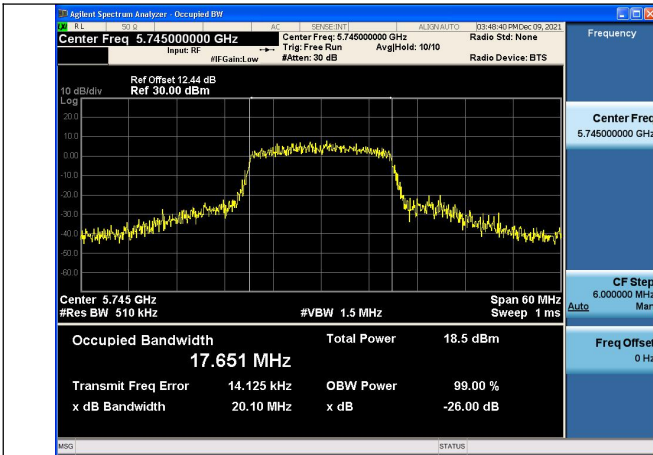 Agilent Spectrum Analyzer - Occupied BW
RL 50 Ω AC SENSE:INT ALIGNAUTO 03:48:40 PMDec 09, 2021
Center Freq 5.745000000 GHz
Center Freq: 5.745000000 GHz Radio Std: None
Input: RF Trig: Free Run Avg|Hold: 10/10
#IFGain:Low #Atten: 30 dB Radio Device: BTS
Frequency
Ref Offset 12.44 dB
10 dB/div Ref 30.00 dBm
Log
20.0
10.0
0.00
-10.0
-20.0
-30.0
-40.0
-50.0
-60.0
Center Freq
5.745000000 GHz
Center 5.745 GHz Span 60 MHz
#Res BW 510 kHz #VBW 1.5 MHz Sweep 1 ms
CF Step
6.000000 MHz
Auto Man
Occupied Bandwidth Total Power 18.5 dBm
17.651 MHz
Transmit Freq Error 14.125 kHz OBW Power 99.00 %
x dB Bandwidth 20.10 MHz x dB -26.00 dB
Freq Offset
0 Hz
MSG STATUS